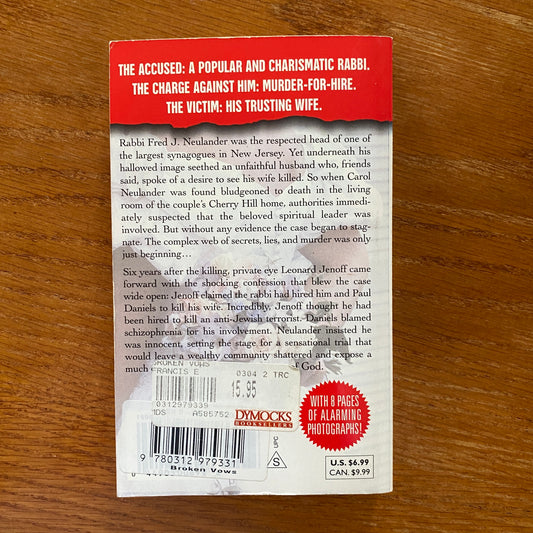 THE ACCUSED: A POPULAR AND CHARISMATIC RABBI.
THE CHARGE AGAINST HIM: MURDER-FOR-HIRE.
THE VICTIM: HIS TRUSTING WIFE.
Rabbi Fred J. Neulander was the respected head of one of
the largest synagogues in New Jersey. Yet underneath his
hallowed image seethed an unfaithful husband who, friends
said, spoke of a desire to see his wife killed. So when Carol
Neulander was found bludgeoned to death in the living
room of the couple's Cherry Hill home, authorities immedi-
ately suspected that the beloved spiritual leader was
involved. But without any evidence the case began to stag-
nate. The complex web of secrets, lies, and murder was only
just beginning...
Six years after the killing, private eye Leonard Jenoff came
forward with the shocking confession that blew the case
wide open: Jenoff claimed the rabbi had hired him and Paul
Daniels to kill his wife. Incredibly, Jenoff thought he had
been hired to kill an anti-Jewish terrorist. Daniels blamed
schizophrenia for his involvement. Neulander insisted he
was innocent, setting the stage for a sensational trial that
would leave a wealthy community shattered and expose a
much of God.
BROKEN VOWS
FRANCIS E 0304 2 TRC
15.95
0312979339
MDS A585752
DYMOCKS
BOOKSELLERS
9 780312 979331
Broken Vows
UPC
S
WITH 8 PAGES
OF ALARMING
PHOTOGRAPHS!
U.S. $6.99
CAN. $9.99